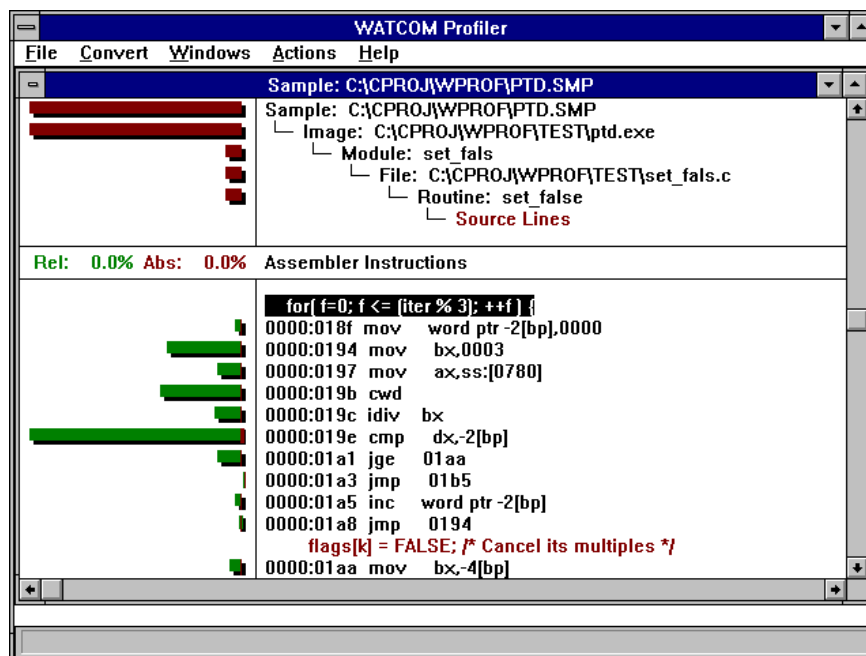 WATCOM Profiler
File Convert Windows Actions Help
Sample: C:\CPROJ\WPROF\PTD.SMP
Sample: C:\CPROJ\WPROF\PTD.SMP
Image: C:\CPROJ\WPROF\TEST\ptd.exe
Module: set_fals
File: C:\CPROJ\WPROF\TEST\set_fals.c
Routine: set_false
Source Lines
Rel: 0.0% Abs: 0.0% Assembler Instructions
for( f=0; f <= (iter % 3); ++f ) {
0000:018f mov word ptr -2[bp],0000
0000:0194 mov bx,0003
0000:0197 mov ax,ss:[0780]
0000:019b cwd
0000:019c idiv bx
0000:019e cmp dx,-2[bp]
0000:01a1 jge 01aa
0000:01a3 jmp 01b5
0000:01a5 inc word ptr -2[bp]
0000:01a8 jmp 0194
flags[k] = FALSE; /* Cancel its multiples */
0000:01aa mov bx,-4[bp]